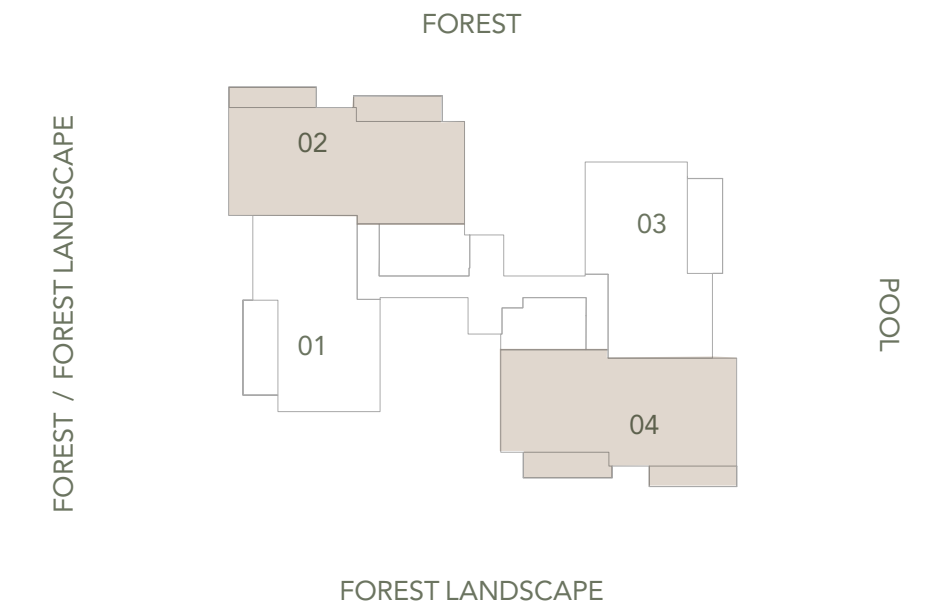 FOREST
02
FOREST / FOREST LANDSCAPE
03
POOL
01
04
FOREST LANDSCAPE